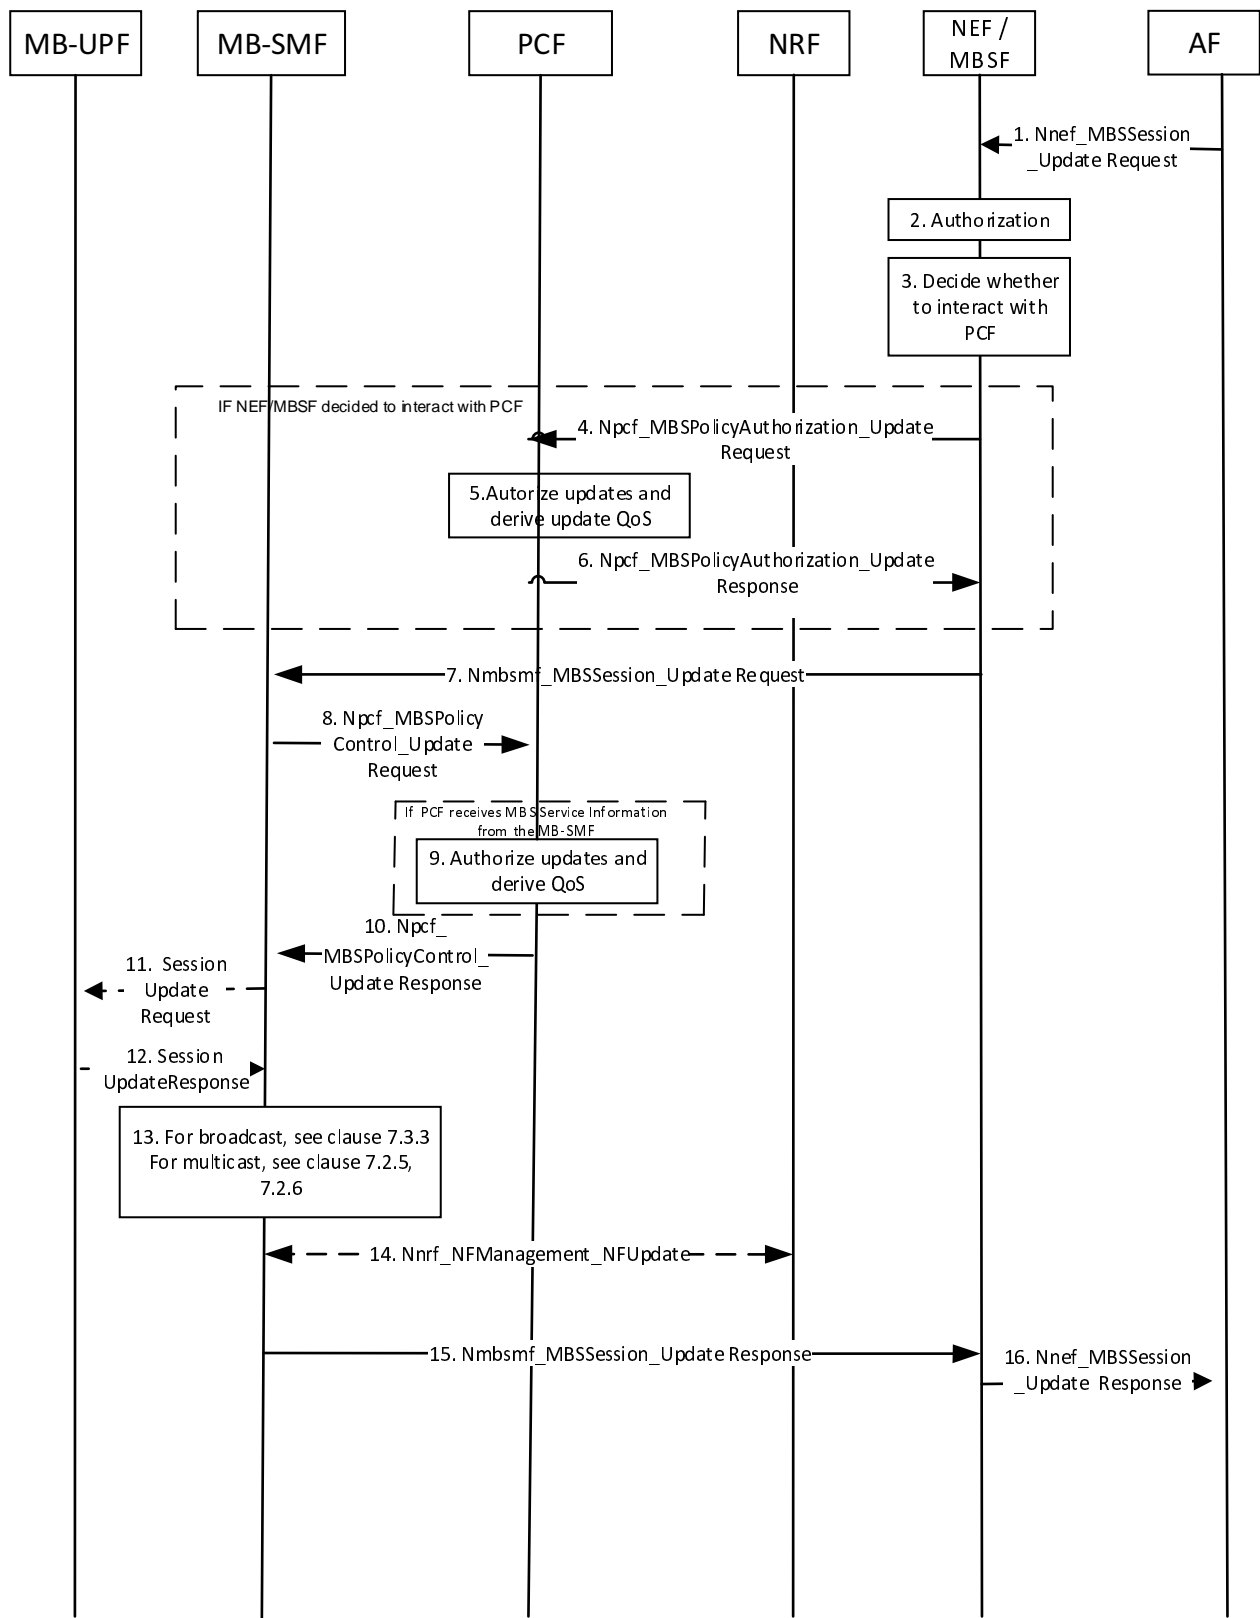 MB-UPF
MB-SMF
PCF
NRF
NEF /
MBSF
AF
1. Nnef_MBSSession
_Update Request
2. Authorization
3. Decide whether
to interact with
PCF
IF NEF/MBSF decided to interact with PCF
4. Npcf_MBSPolicyAuthorization_Update
Request
5.Autorize updates and
derive update QoS
6. Npcf_MBSPolicyAuthorization_Update
Response
7. Nmbsmf_MBSSession_Update Request
8. Npcf_MBSPolicy
Control_Update
Request
If PCF receives MBS Service Information
from the MB-SMF
9. Authorize updates and
derive QoS
10. Npcf_
MBSPolicyControl_
Update Response
11. Session
Update
Request
12. Session
UpdateResponse
13. For broadcast, see clause 7.3.3
For multicast, see clause 7.2.5,
7.2.6
14. Nnrf_NFManagement_NFUpdate
15. Nmbsmf_MBSSession_Update Response
16. Nnef_MBSSession
_Update Response